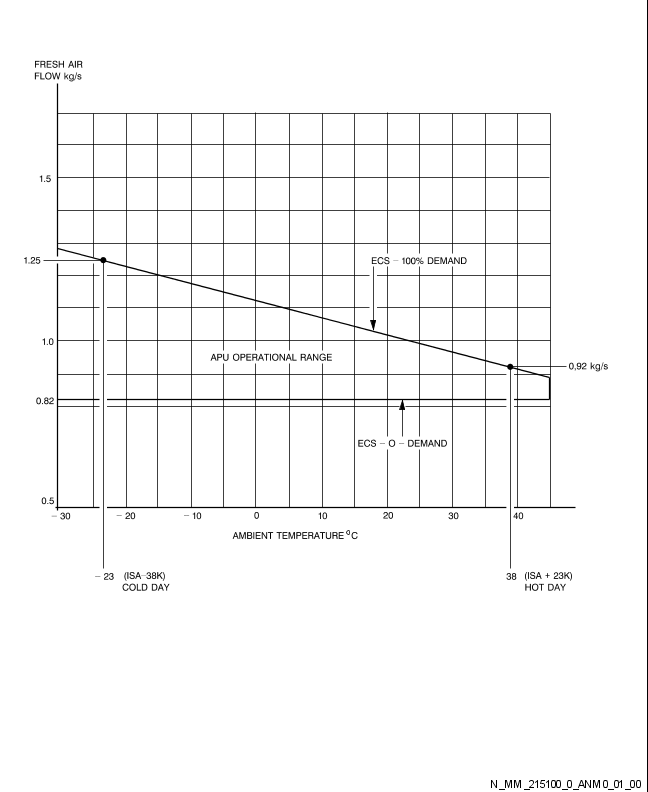 FRESH AIR
FLOW kg/s
1.5
1.25
ECS – 100% DEMAND
1.0
APU OPERATIONAL RANGE
0,92 kg/s
0.82
ECS – O – DEMAND
0.5
– 30 – 20 – 10 0 10 20 30 40
AMBIENT TEMPERATURE °C
– 23 (ISA–38K)
COLD DAY
38 (ISA + 23K)
HOT DAY
N_MM_215100_0_ANM0_01_00